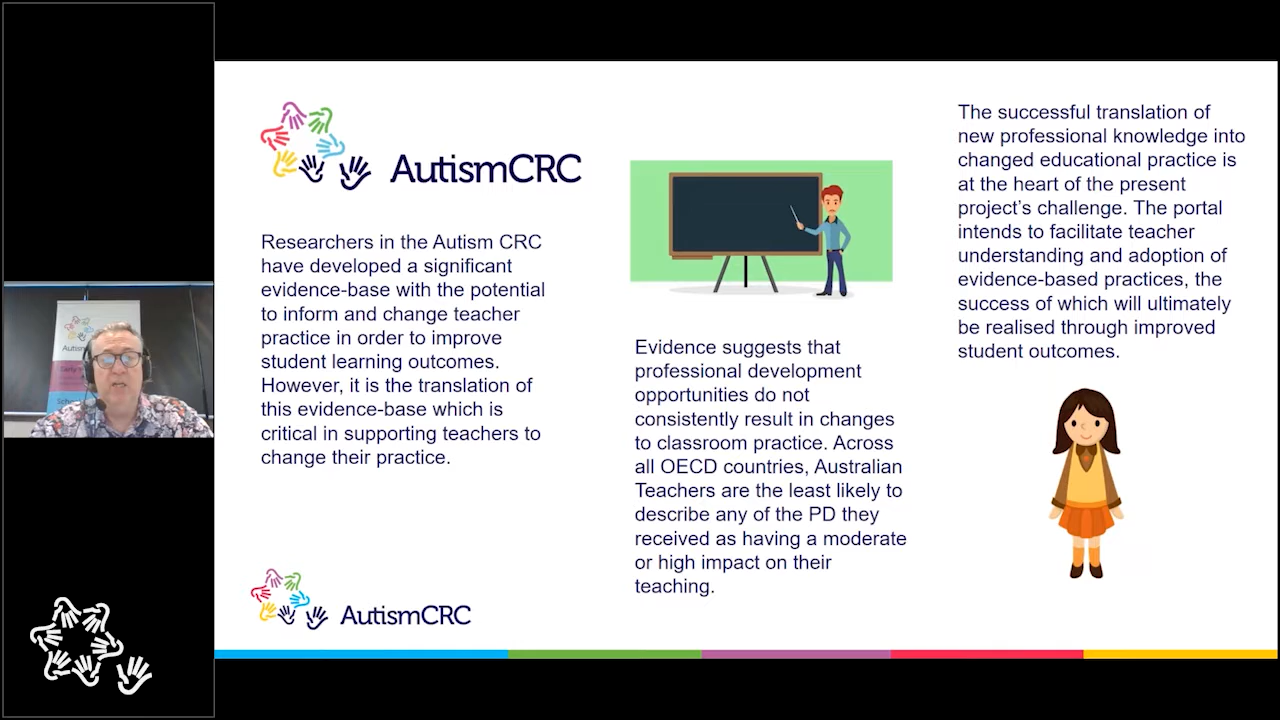 AutismCRC
Researchers in the Autism CRC
have developed a significant
evidence-base with the potential
to inform and change teacher
practice in order to improve
student learning outcomes.
However, it is the translation of
this evidence-base which is
critical in supporting teachers to
change their practice.
Evidence suggests that
professional development
opportunities do not
consistently result in changes
to classroom practice. Across
all OECD countries, Australian
Teachers are the least likely to
describe any of the PD they
received as having a moderate
or high impact on their
teaching.
The successful translation of
new professional knowledge into
changed educational practice is
at the heart of the present
project's challenge. The portal
intends to facilitate teacher
understanding and adoption of
evidence-based practices, the
success of which will ultimately
be realised through improved
student outcomes.
AutismCRC